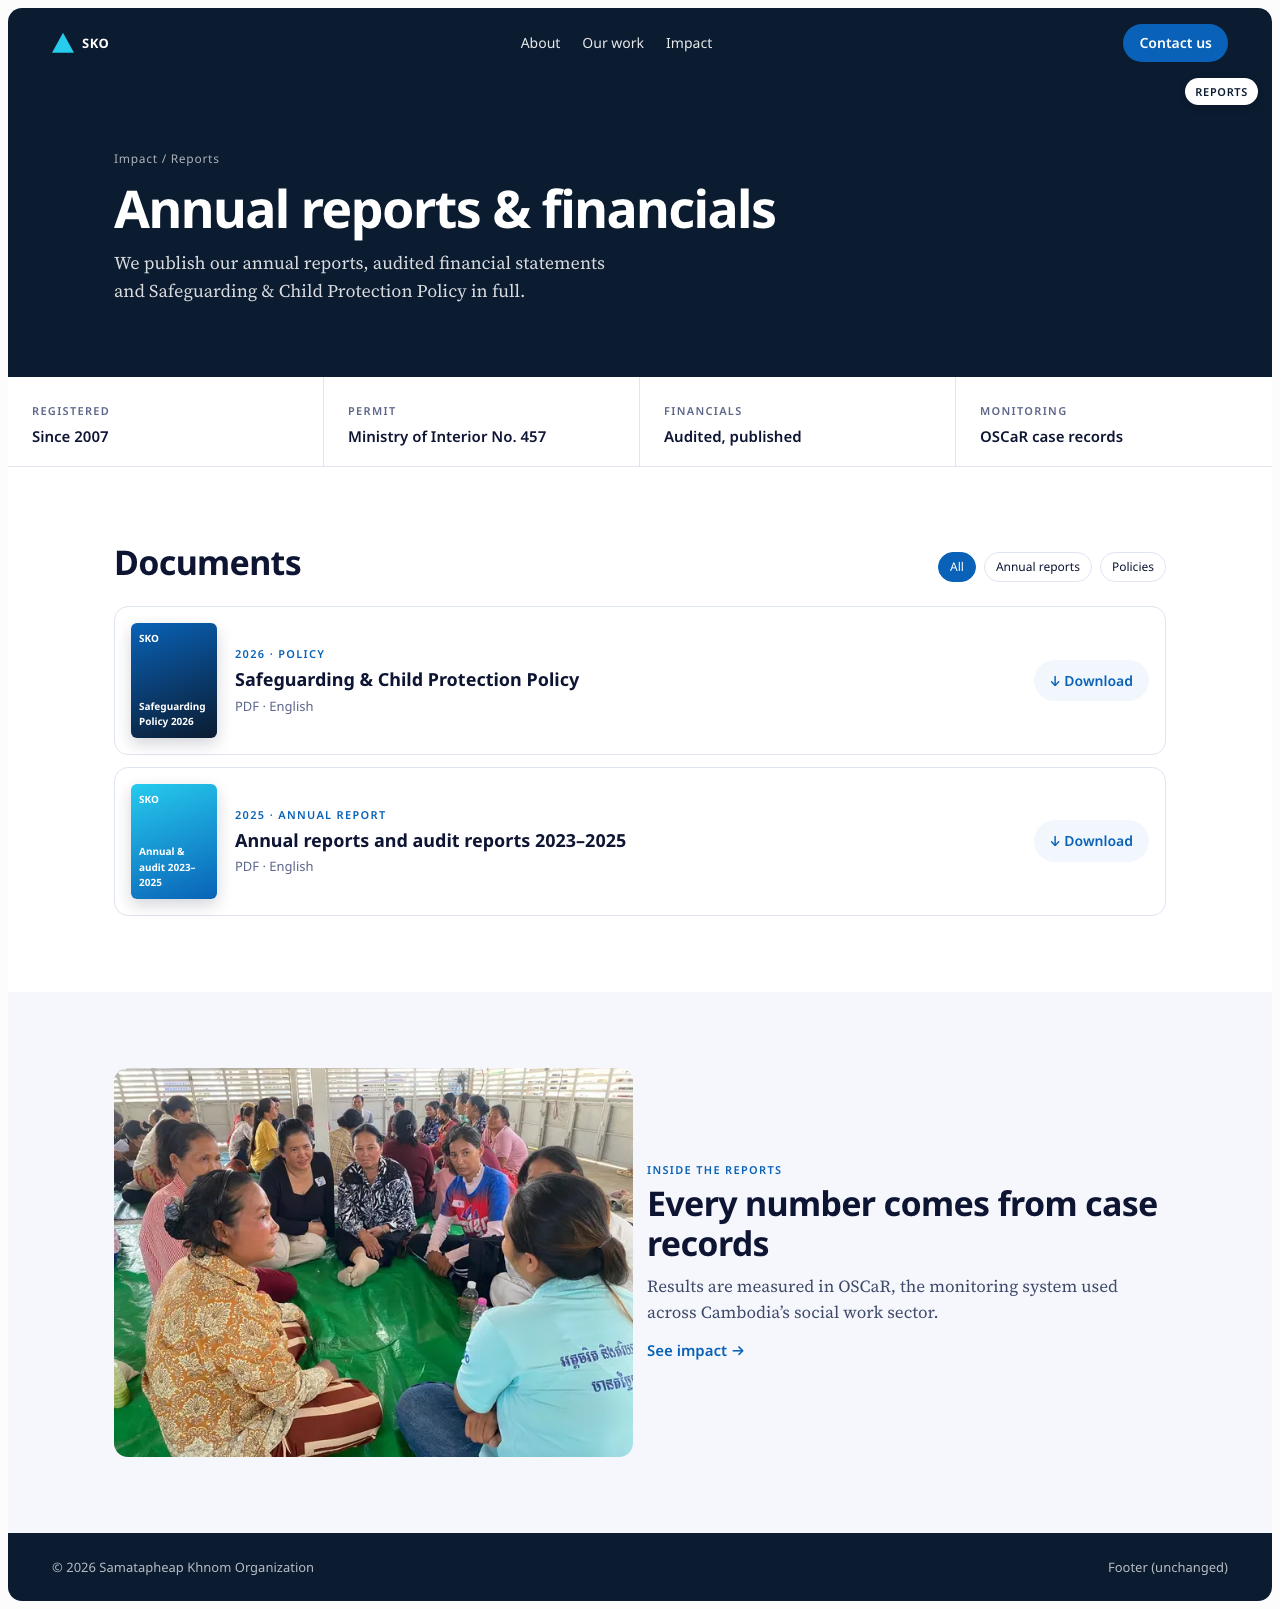 SKO
About Our work Impact
Contact us
REPORTS
Impact / Reports
Annual reports & financials
We publish our annual reports, audited financial statements
and Safeguarding & Child Protection Policy in full.
REGISTERED
Since 2007
PERMIT
Ministry of Interior No. 457
FINANCIALS
Audited, published
MONITORING
OSCaR case records
Documents
All
Annual reports
Policies
SKO
Safeguarding
Policy 2026
2026 · POLICY
Safeguarding & Child Protection Policy
PDF · English
↓ Download
SKO
Annual &
audit 2023–
2025
2025 · ANNUAL REPORT
Annual reports and audit reports 2023–2025
PDF · English
↓ Download
INSIDE THE REPORTS
Every number comes from case
records
Results are measured in OSCaR, the monitoring system used
across Cambodia’s social work sector.
See impact →
© 2026 Samatapheap Khnom Organization
Footer (unchanged)